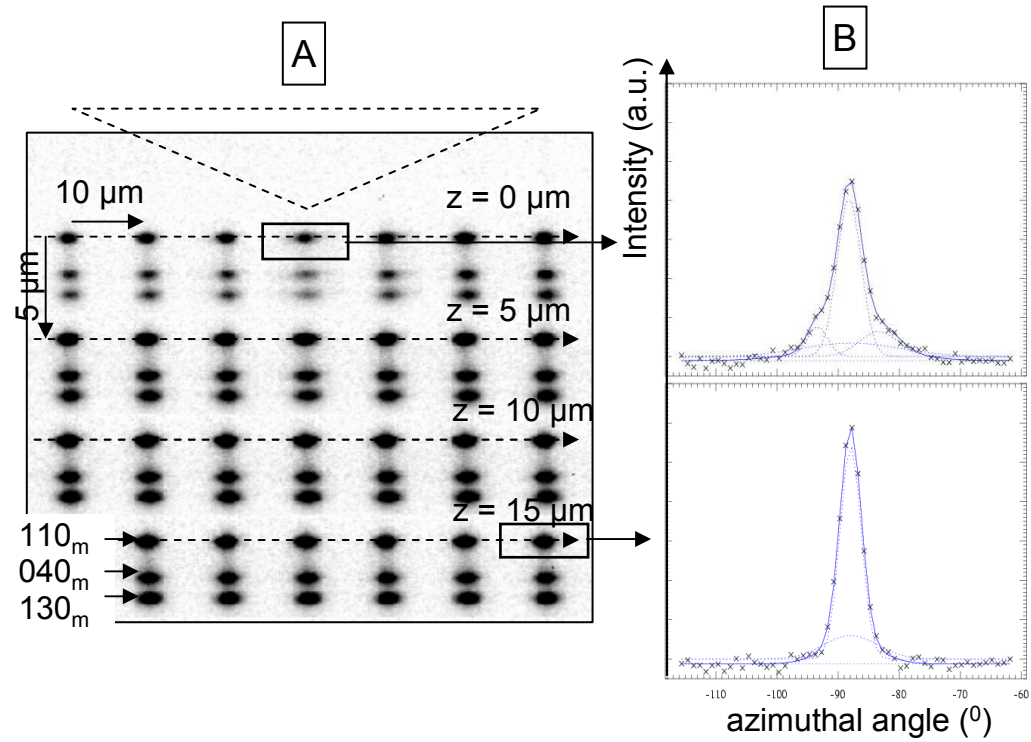 A
B
10 µm
5 µm
z = 0 µm
z = 5 µm
z = 10 µm
z = 15 µm
110m
040m
130m
Intensity (a.u.)
-110 -100 -90 -80 -70 -60
azimuthal angle (⁰)